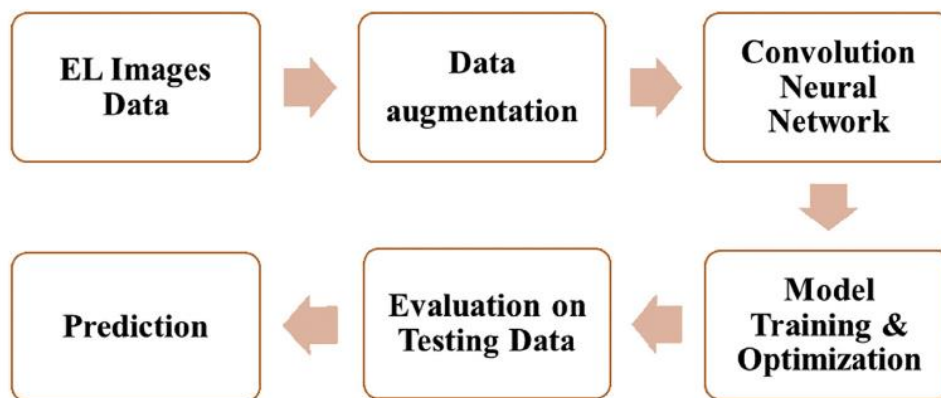 EL Images
Data
Data
augmentation
Convolution
Neural
Network
Model
Training &
Optimization
Evaluation on
Testing Data
Prediction